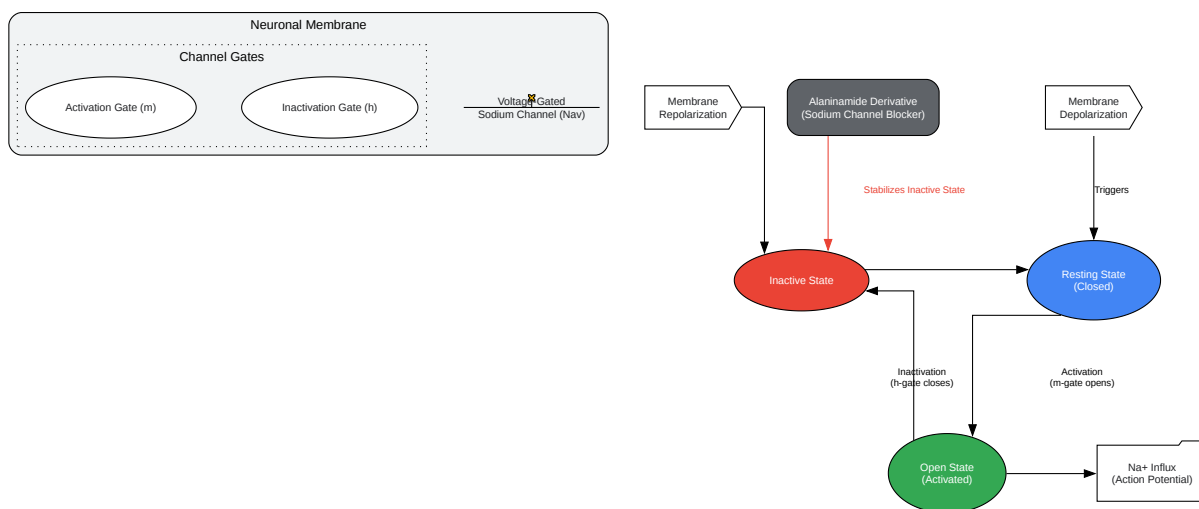 Neuronal Membrane
Channel Gates
Activation Gate (m)
Inactivation Gate (h)
Voltage-Gated
Sodium Channel (Nav)
Membrane
Repolarization
Alaninamide Derivative
(Sodium Channel Blocker)
Membrane
Depolarization
Stabilizes Inactive State
Triggers
Inactive State
Resting State
(Closed)
Inactivation
(h-gate closes)
Activation
(m-gate opens)
Open State
(Activated)
Na+ Influx
(Action Potential)